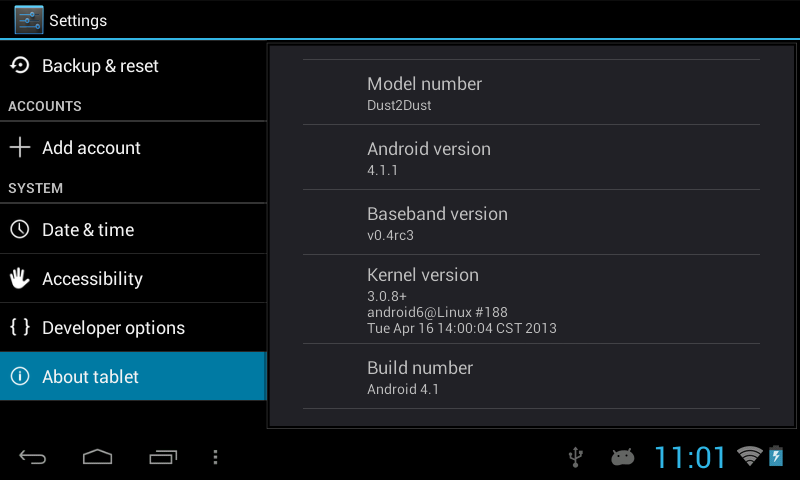 Settings
Backup & reset
ACCOUNTS
Add account
SYSTEM
Date & time
Accessibility
Developer options
About tablet
Model number
Dust2Dust
Android version
4.1.1
Baseband version
v0.4rc3
Kernel version
3.0.8+
android6@Linux #188
Tue Apr 16 14:00:04 CST 2013
Build number
Android 4.1
11:01